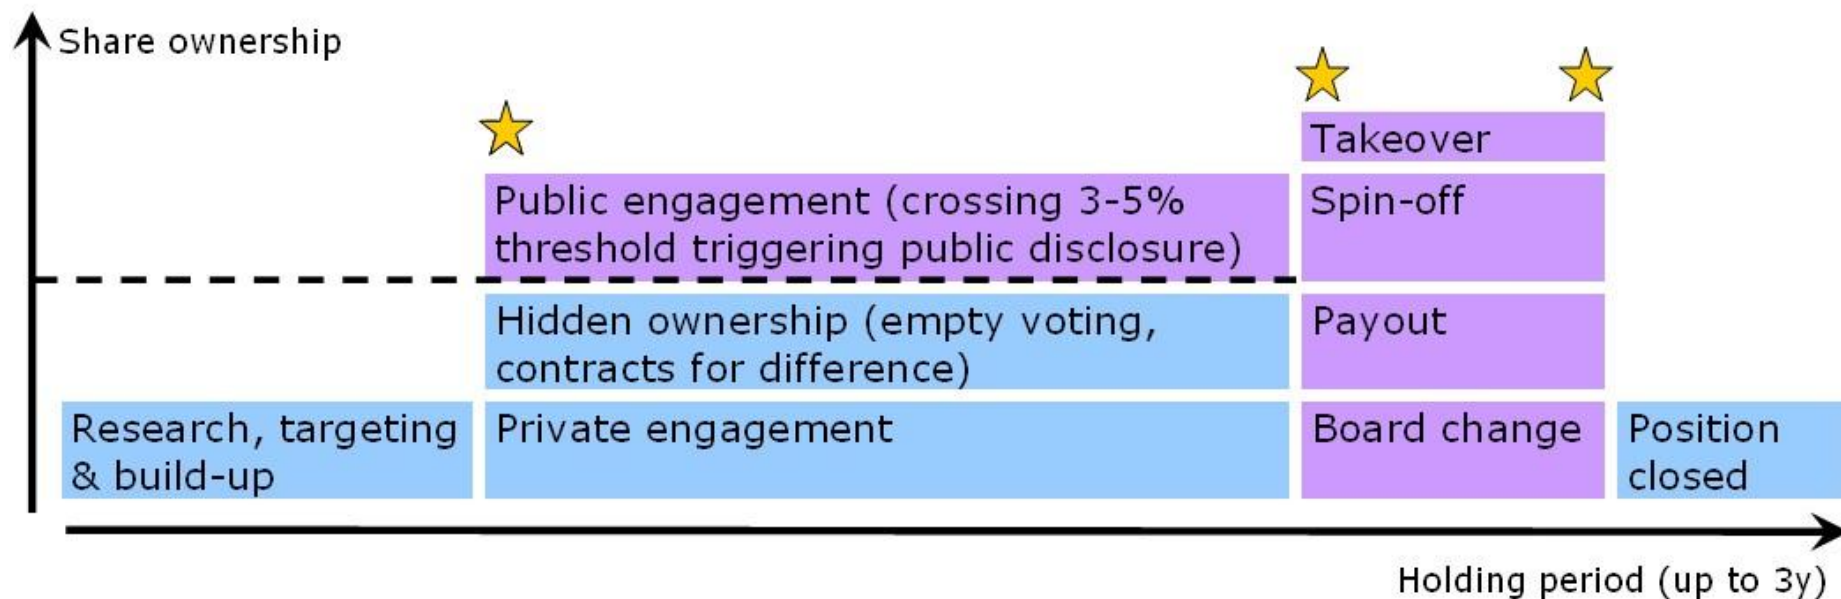 Share ownership
Takeover
Public engagement (crossing 3-5%
threshold triggering public disclosure)
Spin-off
Hidden ownership (empty voting,
contracts for difference)
Payout
Research, targeting
& build-up
Private engagement
Board change
Position
closed
Holding period (up to 3y)